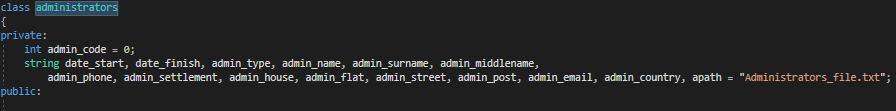 class administrators
{
private:
int admin_code = 0;
string date_start, date_finish, admin_type, admin_name, admin_surname, admin_middlename,
admin_phone, admin_settlement, admin_house, admin_flat, admin_street, admin_post, admin_email, admin_country, apath = "Administrators_file.txt";
public: